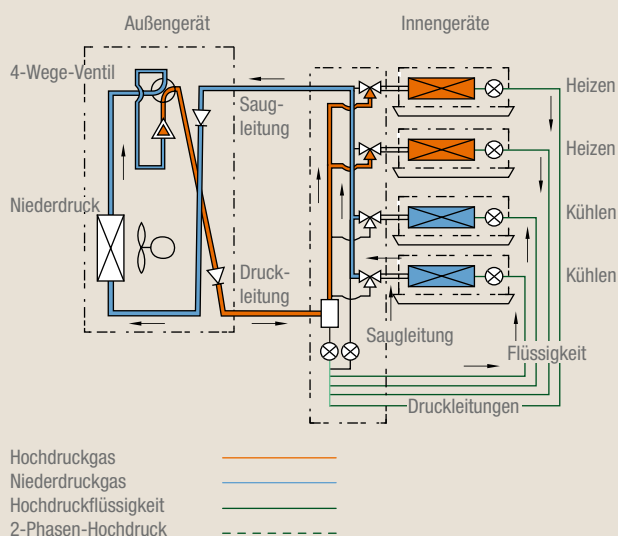 Außengerät
Innengeräte
4-Wege-Ventil
Saug-
leitung
Heizen
Heizen
Niederdruck
Kühlen
Druck-
leitung
Kühlen
Saugleitung
Flüssigkeit
Druckleitungen
Hochdruckgas
Niederdruckgas
Hochdruckflüssigkeit
2-Phasen-Hochdruck